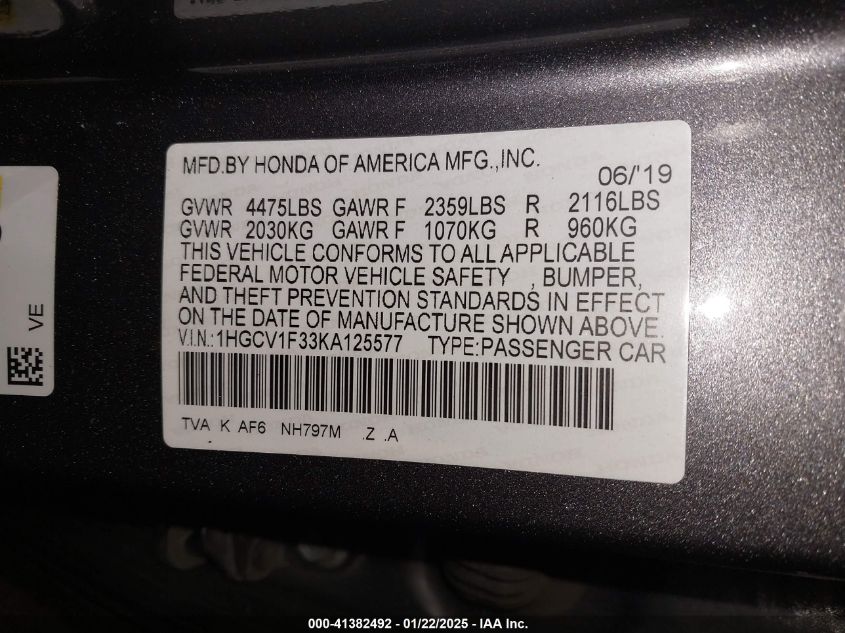 MFD.BY HONDA OF AMERICA MFG.,INC.
06/'19
GVWR 4475LBS GAWR F 2359LBS R 2116LBS
GVWR 2030KG GAWR F 1070KG R 960KG
THIS VEHICLE CONFORMS TO ALL APPLICABLE
FEDERAL MOTOR VEHICLE SAFETY , BUMPER,
AND THEFT PREVENTION STANDARDS IN EFFECT
ON THE DATE OF MANUFACTURE SHOWN ABOVE.
V.I.N.:1HGCV1F33KA125577 TYPE:PASSENGER CAR
TVA K AF6 NH797M .Z .A
VE
000-41382492 - 01/22/2025 - IAA Inc.